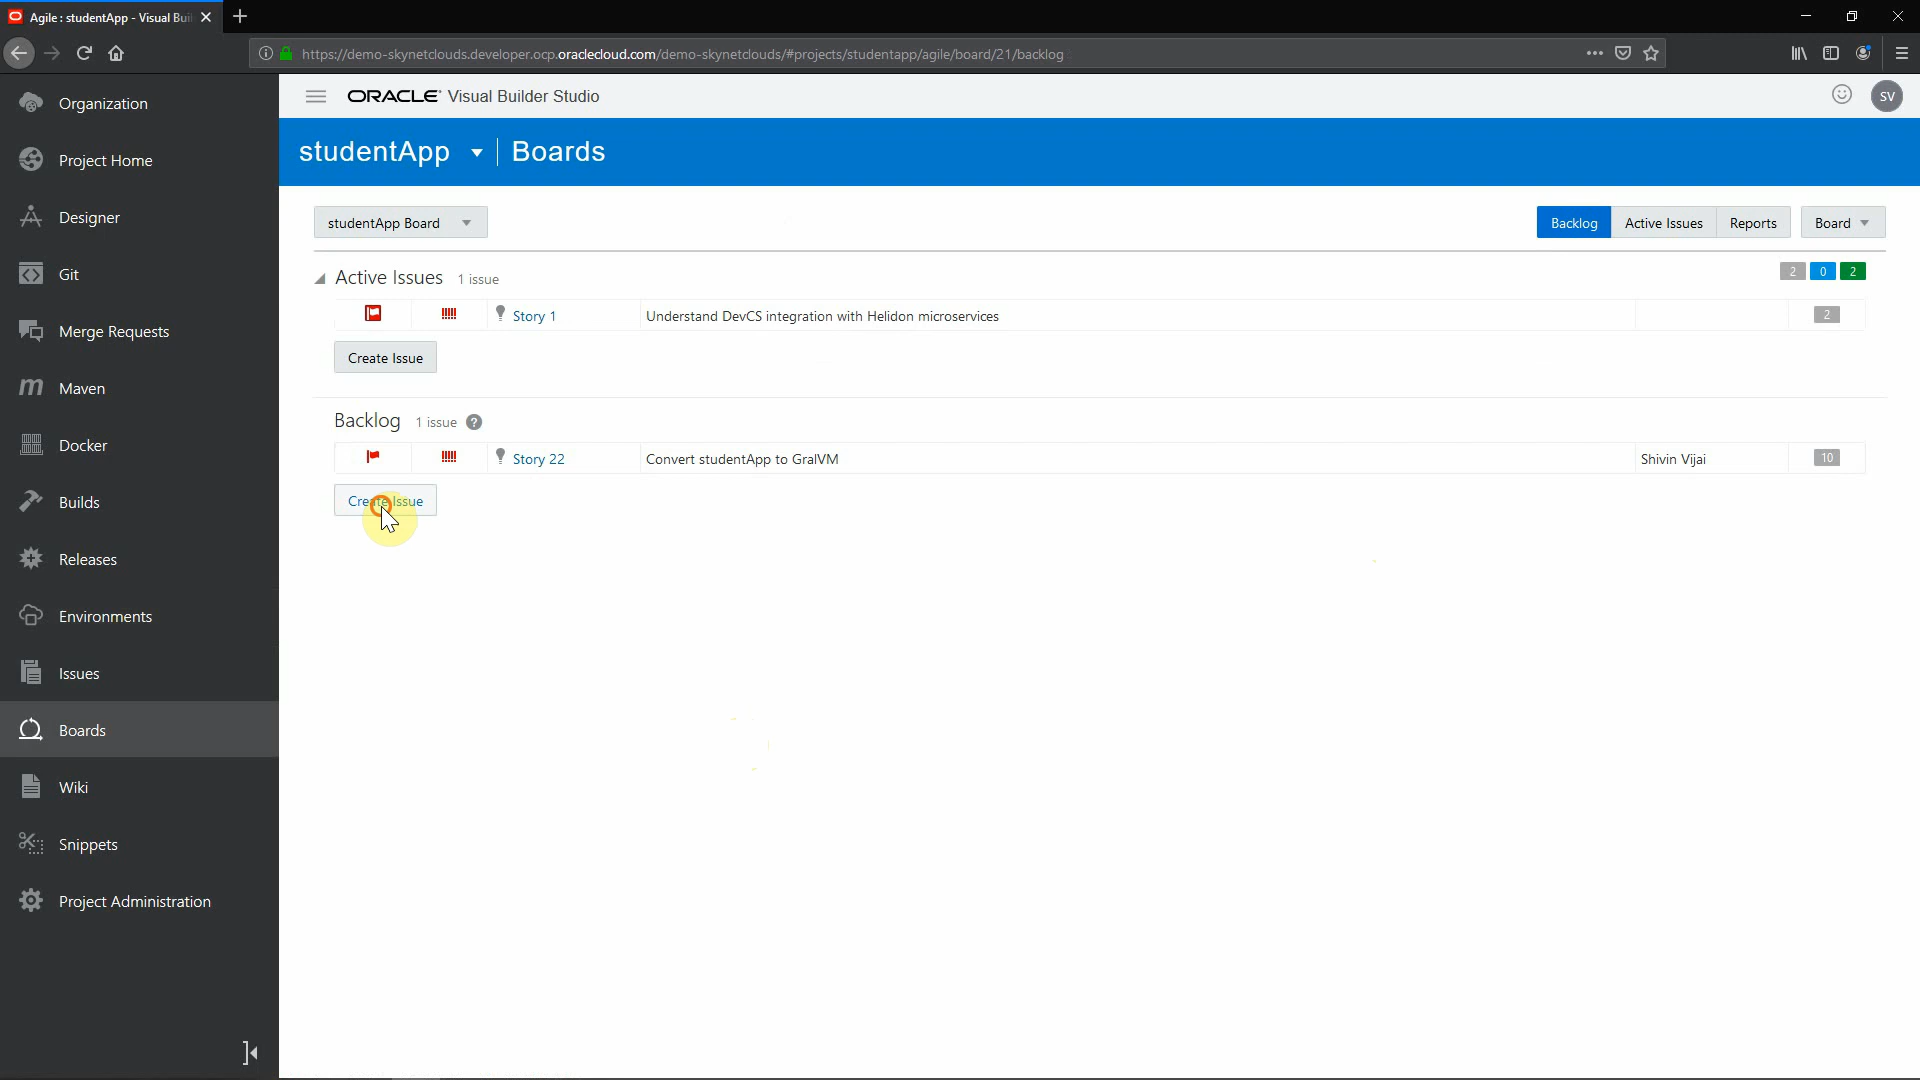 Agile : studentApp - Visual Buil
https://demo-skynetclouds.developer.ocp.oraclecloud.com/demo-skynetclouds/#projects/studentapp/agile/board/21/backlog
Organization
Project Home
Designer
Git
Merge Requests
Maven
Docker
Builds
Releases
Environments
Issues
Boards
Wiki
Snippets
Project Administration
ORACLE Visual Builder Studio
SV
studentApp | Boards
studentApp Board
Backlog Active Issues Reports Board
Active Issues 1 issue
2 0 2
Story 1 Understand DevCS integration with Helidon microservices 2
Create Issue
Backlog 1 issue ?
Story 22 Convert studentApp to GralVM Shivin Vijai 10
Create Issue